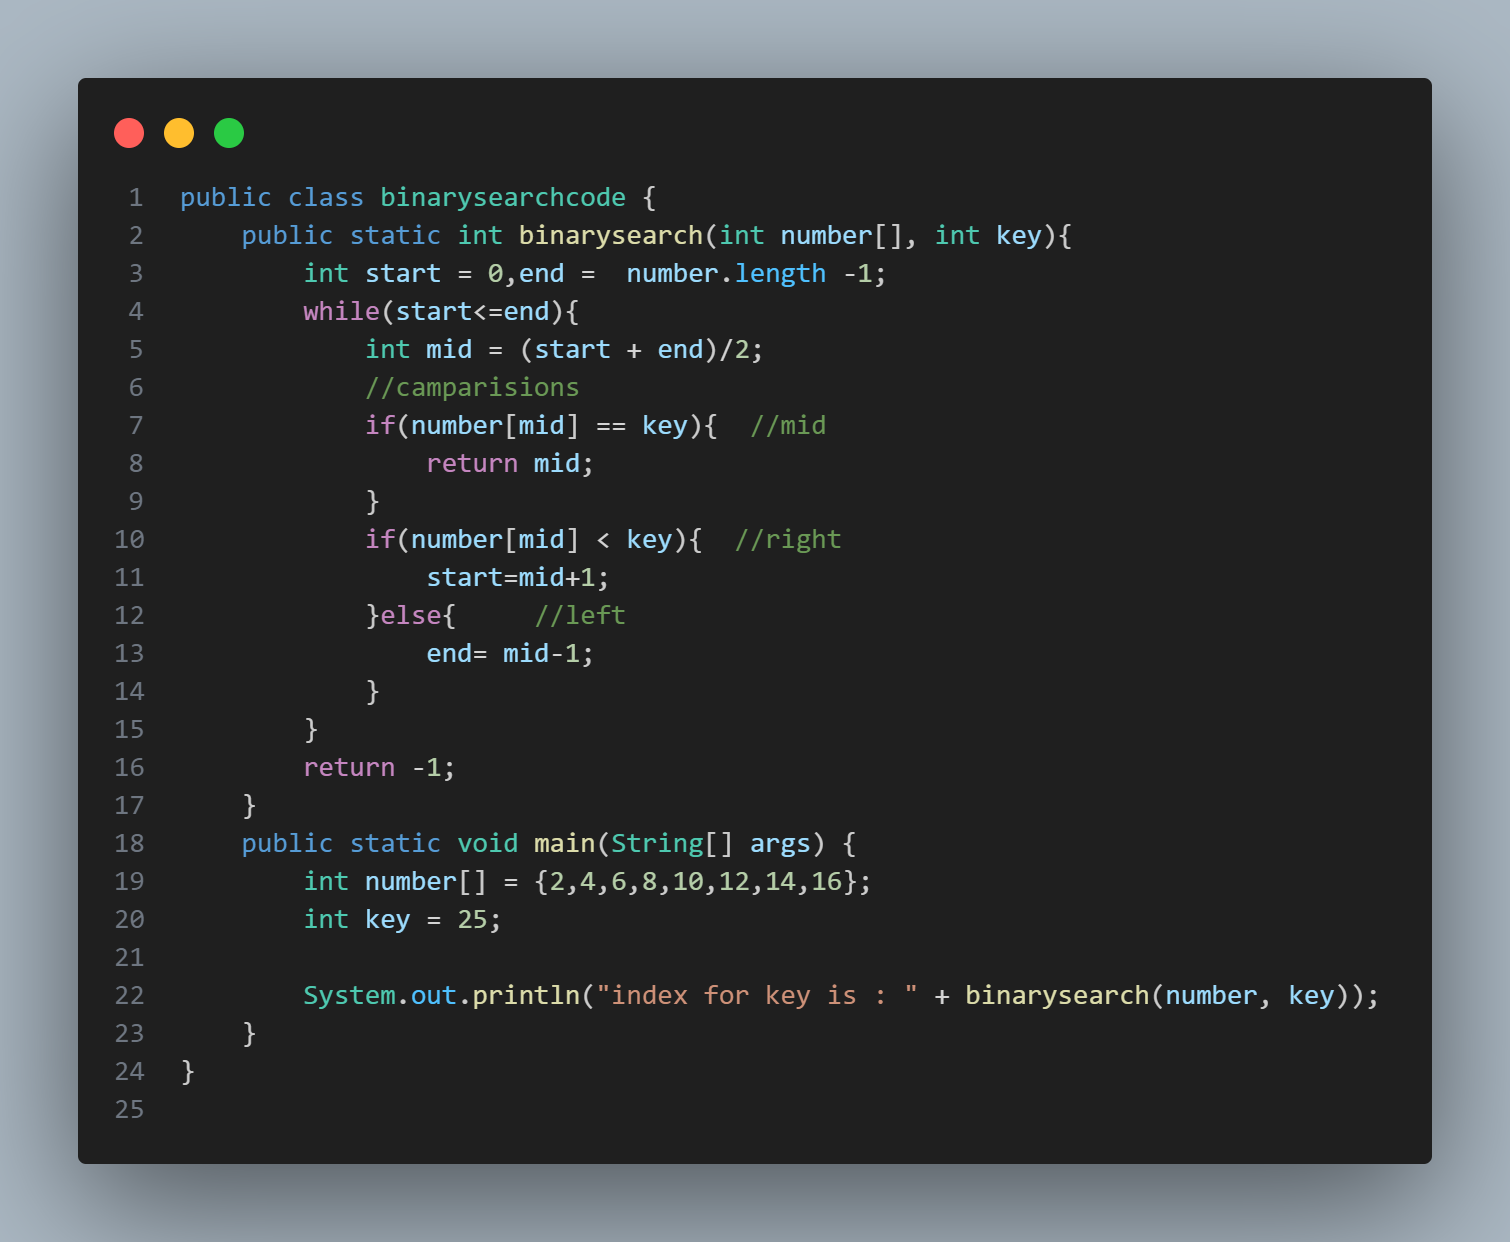 1 public class binarysearchcode {
2     public static int binarysearch(int number[], int key){
3         int start = 0,end =  number.length -1;
4         while(start<=end){
5             int mid = (start + end)/2;
6             //camparisions
7             if(number[mid] == key){  //mid
8                 return mid;
9             }
10             if(number[mid] < key){  //right
11                 start=mid+1;
12             }else{     //left
13                 end= mid-1;
14             }
15         }
16         return -1;
17     }
18     public static void main(String[] args) {
19         int number[] = {2,4,6,8,10,12,14,16};
20         int key = 25;
21
22         System.out.println("index for key is : " + binarysearch(number, key));
23     }
24 }
25